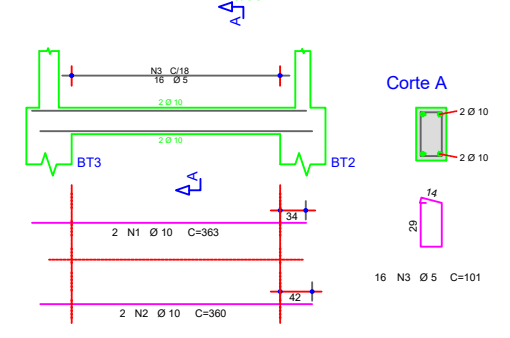 A
N3 C/18
16 Ø 5
2 Ø 10
2 Ø 10
BT3
BT2
Corte A
2 Ø 10
2 Ø 10
A
34
2 N1 Ø 10 C=363
14
29
16 N3 Ø 5 C=101
42
2 N2 Ø 10 C=360